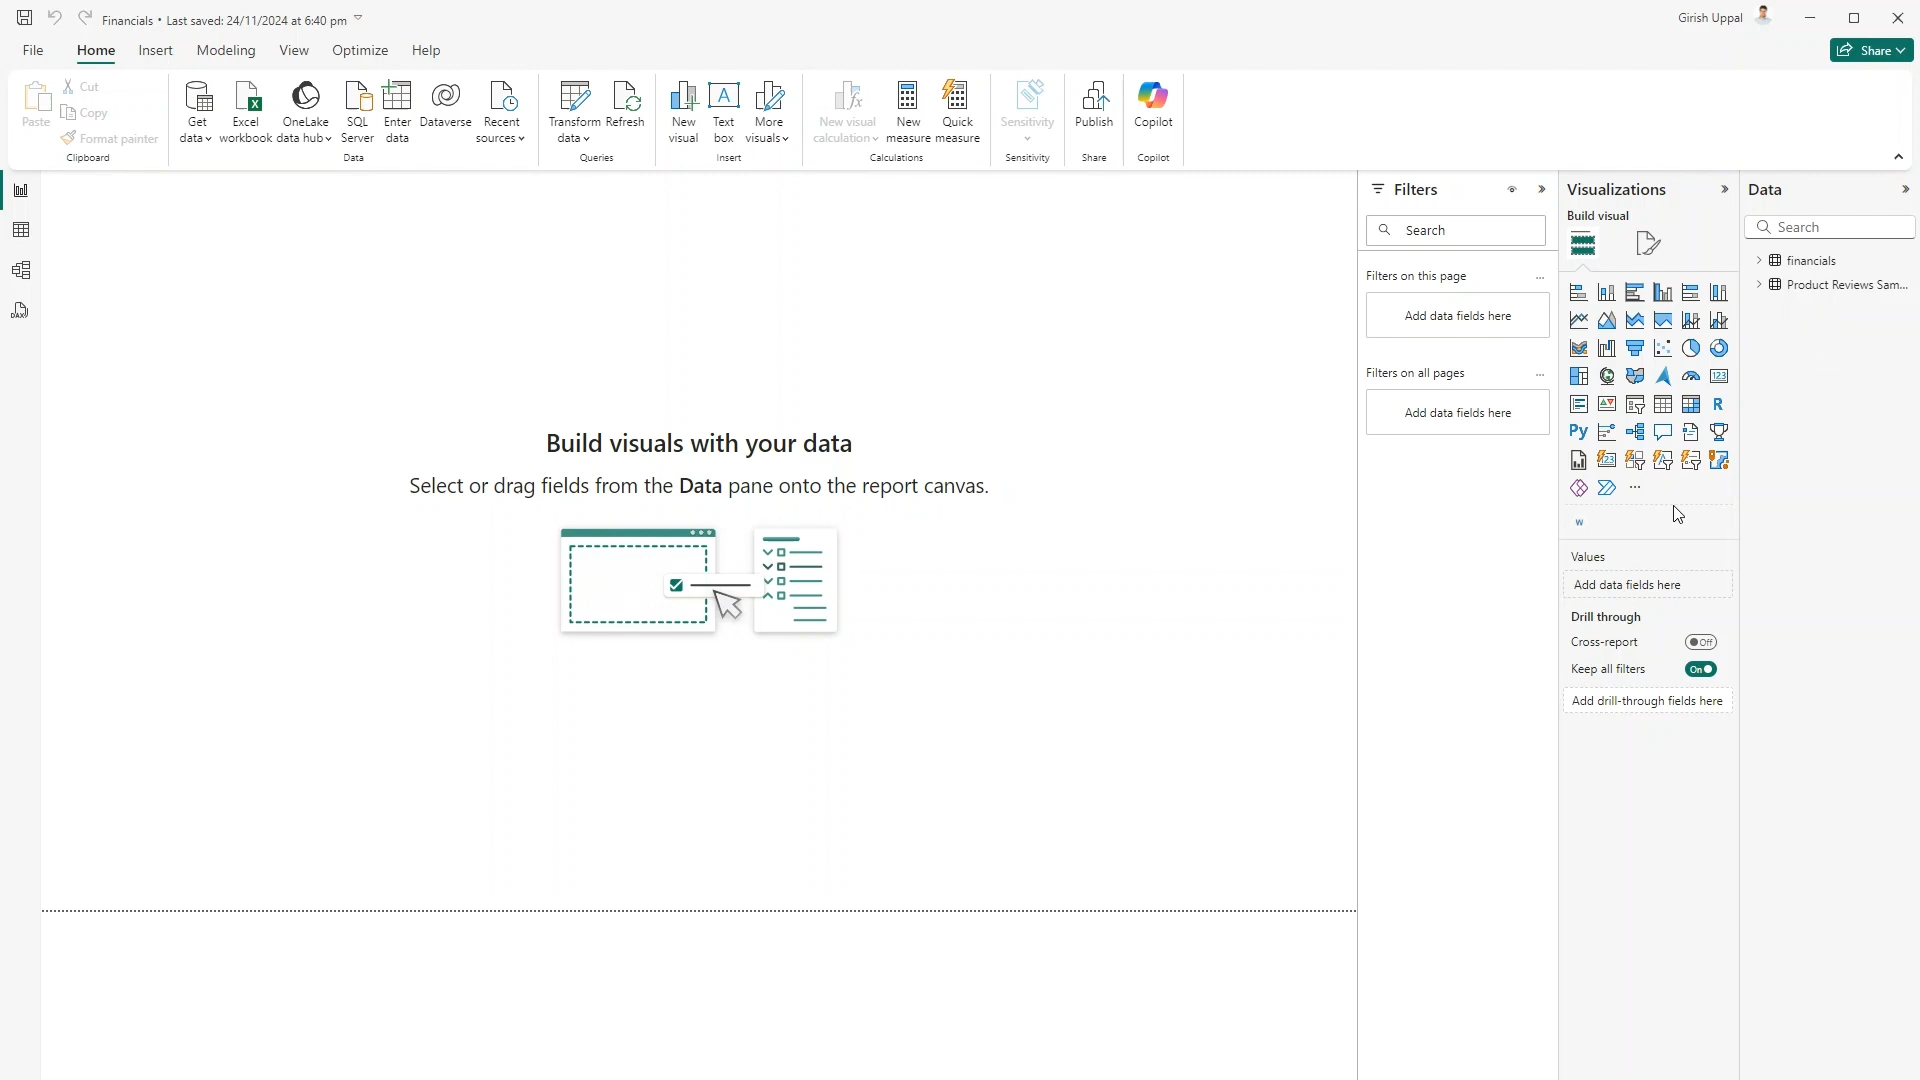 Financials • Last saved: 24/11/2024 at 6:40 pm
Girish Uppal
File
Home
Insert
Modeling
View
Optimize
Help
Share
Paste
Cut
Copy
Format painter
Clipboard
Get
data
Excel
workbook
OneLake
data hub
SQL
Server
Enter
data
Dataverse
Recent
sources
Data
Transform
data
Refresh
Queries
New
visual
Text
box
More
visuals
Insert
New visual
calculation
New
measure
Quick
measure
Calculations
Sensitivity
Sensitivity
Publish
Share
Copilot
Copilot
Build visuals with your data
Select or drag fields from the Data pane onto the report canvas.
Filters
Search
Filters on this page
...
Add data fields here
Filters on all pages
...
Add data fields here
Visualizations
Build visual
123
R
Py
123
...
W
Values
Add data fields here
Drill through
Cross-report
Off
Keep all filters
On
Add drill-through fields here
Data
Search
financials
Product Reviews Sam...
DAX